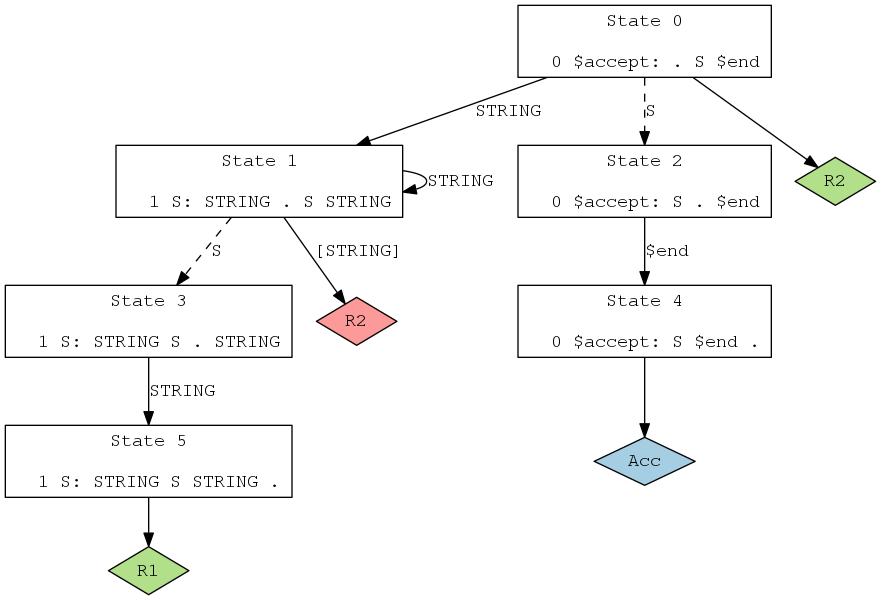 State 0
0 $accept: . S $end
STRING
S
State 1
1 S: STRING . S STRING
STRING
State 2
0 $accept: S . $end
R2
S
[STRING]
$end
State 3
1 S: STRING S . STRING
R2
State 4
0 $accept: S $end .
STRING
State 5
1 S: STRING S STRING .
Acc
R1